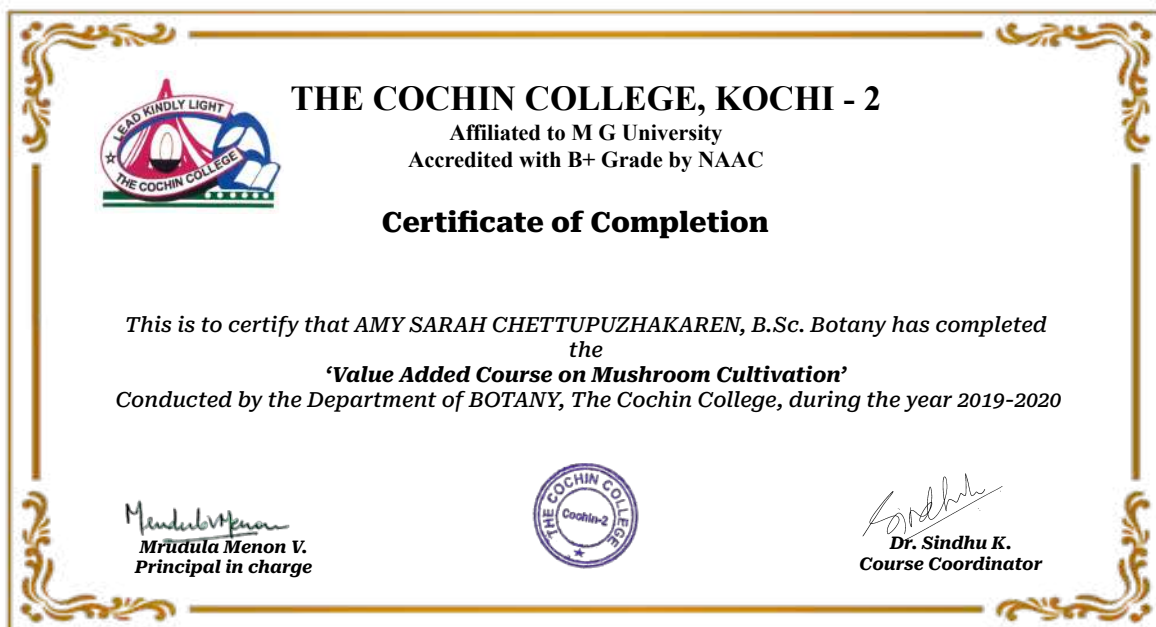 LEAD KINDLY LIGHT
THE COCHIN COLLEGE
THE COCHIN COLLEGE, KOCHI - 2
Affiliated to M G University
Accredited with B+ Grade by NAAC
Certificate of Completion
This is to certify that AMY SARAH CHETTUPUZHAKAREN, B.Sc. Botany has completed
the
‘Value Added Course on Mushroom Cultivation’
Conducted by the Department of BOTANY, The Cochin College, during the year 2019-2020
MrudulaMenon
Mrudula Menon V.
Principal in charge
THE COCHIN COLLEGE
Cochin-2
Sindhu
Dr. Sindhu K.
Course Coordinator